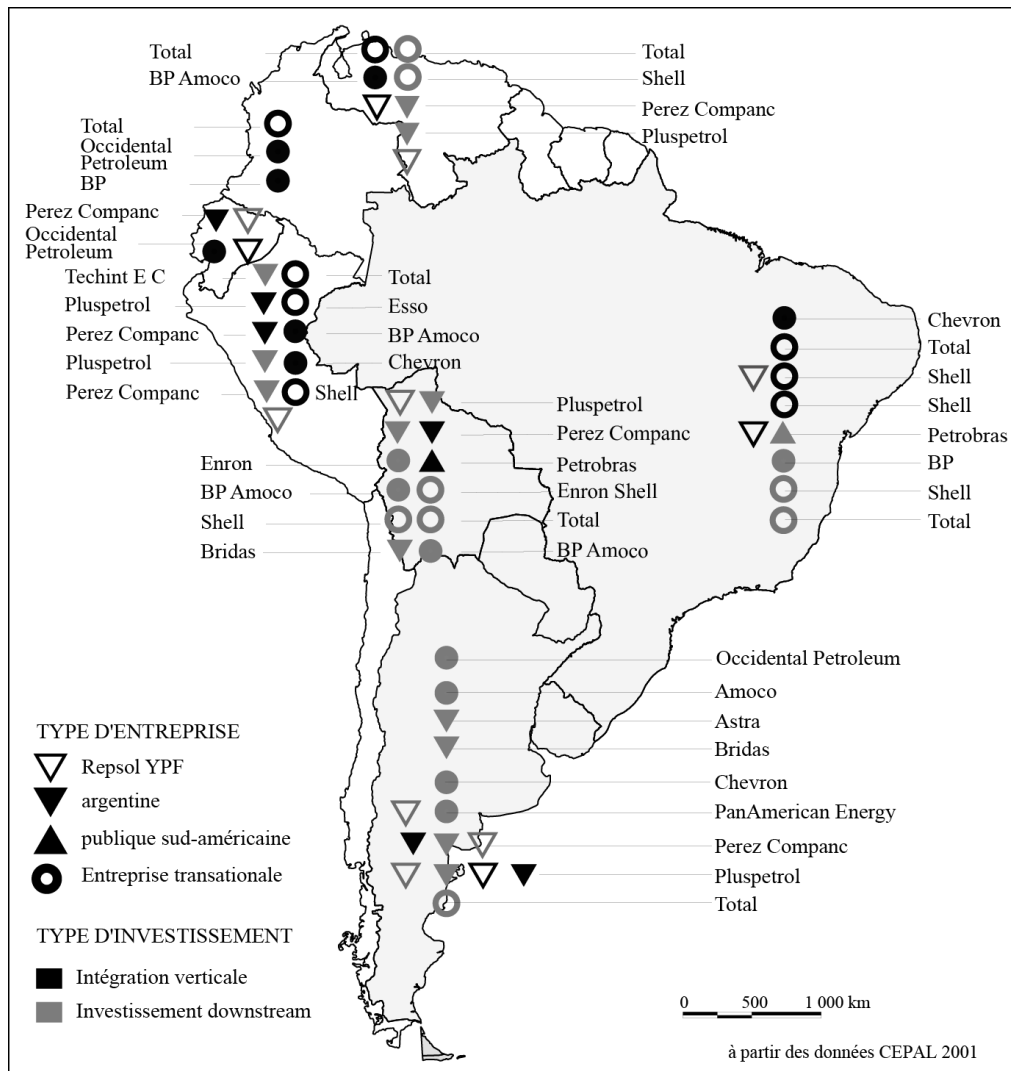 Total
BP Amoco
Total
Shell
Perez Companc
Pluspetrol
Total
Occidental
Petroleum
BP
Perez Companc
Occidental
Petroleum
Techint E C
Pluspetrol
Perez Companc
Pluspetrol
Perez Companc
Total
Esso
BP Amoco
Chevron
Shell
Chevron
Total
Shell
Shell
Petrobras
BP
Shell
Total
Enron
BP Amoco
Shell
Bridas
Pluspetrol
Perez Companc
Petrobras
Enron Shell
Total
BP Amoco
Occidental Petroleum
Amoco
Astra
Bridas
Chevron
PanAmerican Energy
Perez Companc
Pluspetrol
Total
TYPE D'ENTREPRISE
Repsol YPF
argentine
publique sud-américaine
Entreprise transationale
TYPE D'INVESTISSEMENT
Intégration verticale
Investissement downstream
0 500 1 000 km
à partir des données CEPAL 2001